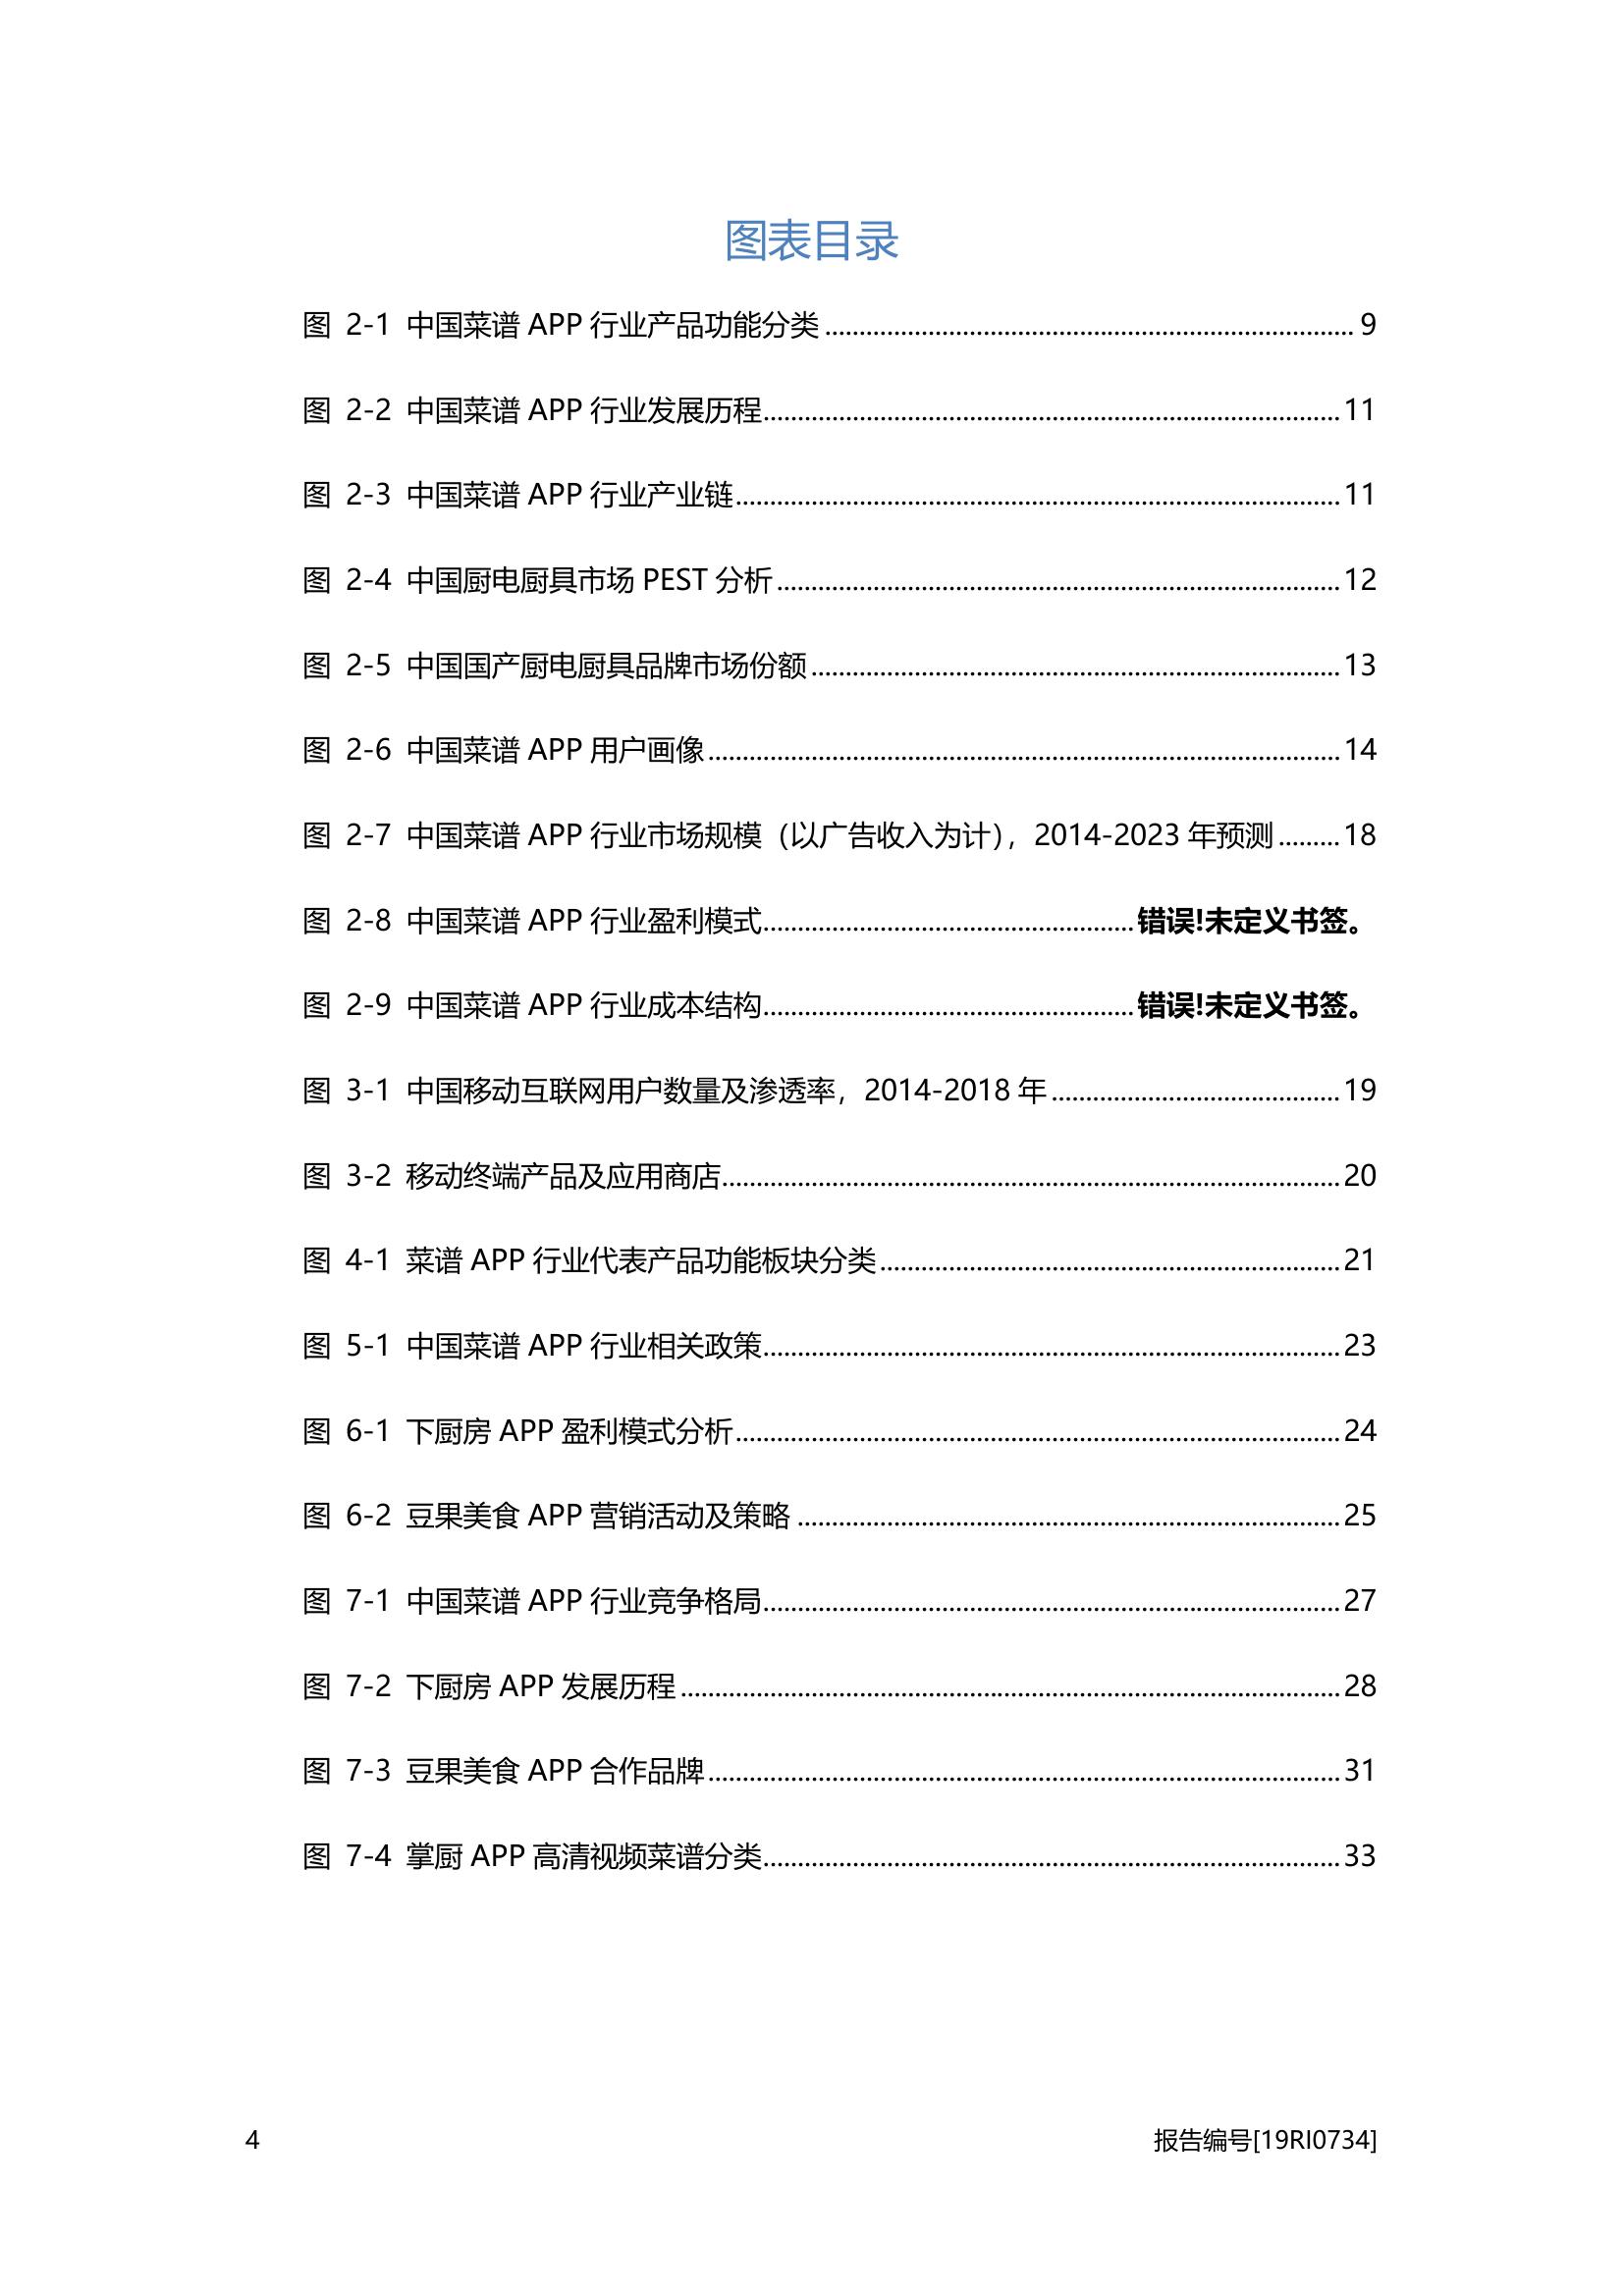 图表目录
图 2-1 中国菜谱 APP 行业产品功能分类 ............................................................................. 9
图 2-2 中国菜谱 APP 行业发展历程 .................................................................................... 11
图 2-3 中国菜谱 APP 行业产业链 ........................................................................................ 11
图 2-4 中国厨电厨具市场 PEST 分析 .................................................................................. 12
图 2-5 中国国产厨电厨具品牌市场份额 ............................................................................. 13
图 2-6 中国菜谱 APP 用户画像 ............................................................................................ 14
图 2-7 中国菜谱 APP 行业市场规模（以广告收入为计），2014-2023 年预测 ......... 18
图 2-8 中国菜谱 APP 行业盈利模式 ...................................................... 错误!未定义书签。
图 2-9 中国菜谱 APP 行业成本结构 ...................................................... 错误!未定义书签。
图 3-1 中国移动互联网用户数量及渗透率，2014-2018 年 .......................................... 19
图 3-2 移动终端产品及应用商店 .......................................................................................... 20
图 4-1 菜谱 APP 行业代表产品功能板块分类 ................................................................... 21
图 5-1 中国菜谱 APP 行业相关政策 .................................................................................... 23
图 6-1 下厨房 APP 盈利模式分析 ........................................................................................ 24
图 6-2 豆果美食 APP 营销活动及策略 ............................................................................... 25
图 7-1 中国菜谱 APP 行业竞争格局 .................................................................................... 27
图 7-2 下厨房 APP 发展历程 ................................................................................................ 28
图 7-3 豆果美食 APP 合作品牌 ............................................................................................ 31
图 7-4 掌厨 APP 高清视频菜谱分类 .................................................................................... 33
4 报告编号[19RI0734]